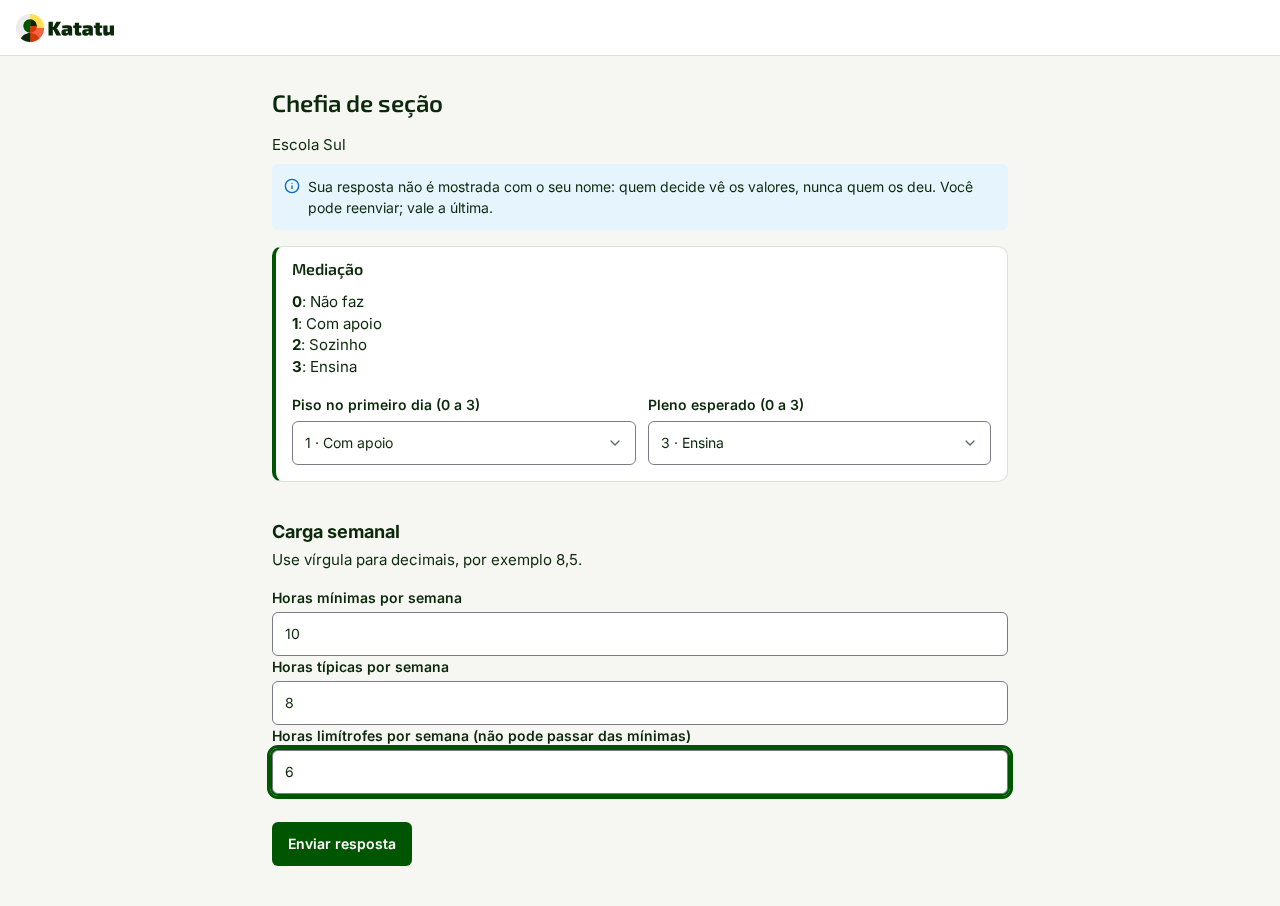 Katatu
Chefia de seção
Escola Sul
Sua resposta não é mostrada com o seu nome: quem decide vê os valores, nunca quem os deu. Você
pode reenviar; vale a última.
Mediação
0: Não faz
1: Com apoio
2: Sozinho
3: Ensina
Piso no primeiro dia (0 a 3)
Pleno esperado (0 a 3)
1 · Com apoio
3 · Ensina
Carga semanal
Use vírgula para decimais, por exemplo 8,5.
Horas mínimas por semana
10
Horas típicas por semana
8
Horas limítrofes por semana (não pode passar das mínimas)
6
Enviar resposta